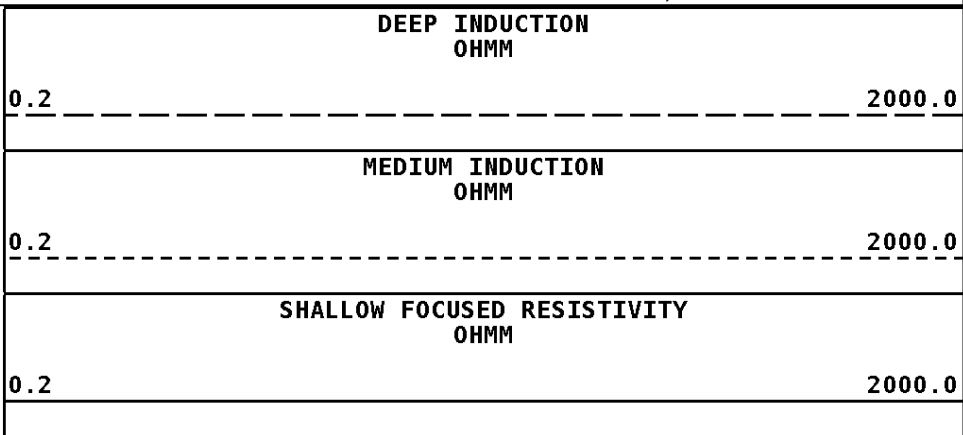 DEEP INDUCTION
OHMM
0.2 2000.0
MEDIUM INDUCTION
OHMM
0.2 2000.0
SHALLOW FOCUSED RESISTIVITY
OHMM
0.2 2000.0